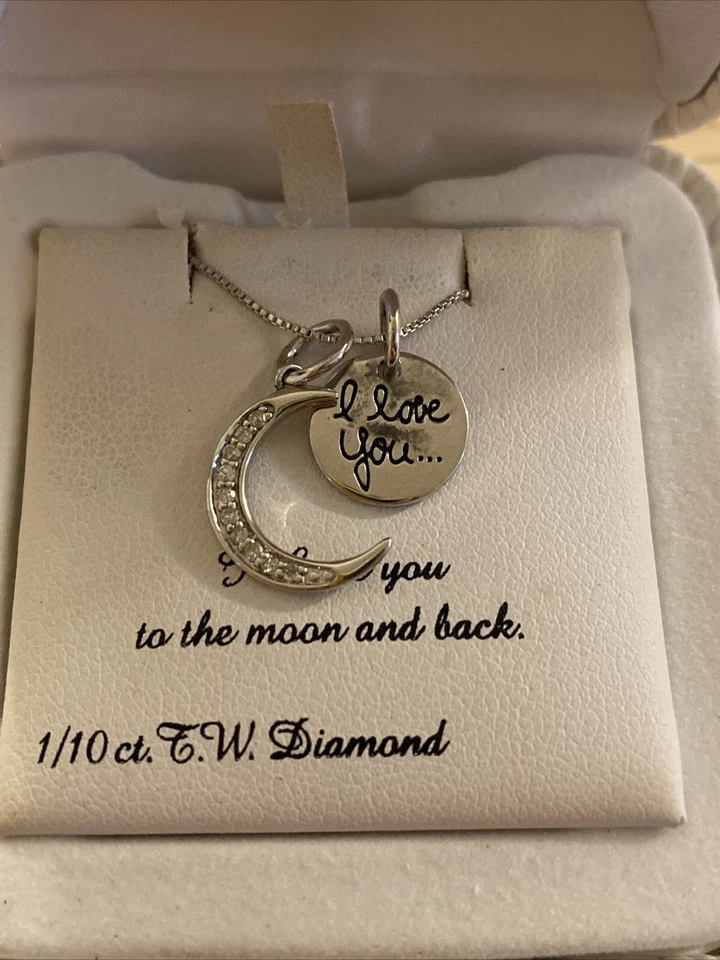 I love
You...
you
to the moon and back.
1/10 ct. T.W. Diamond